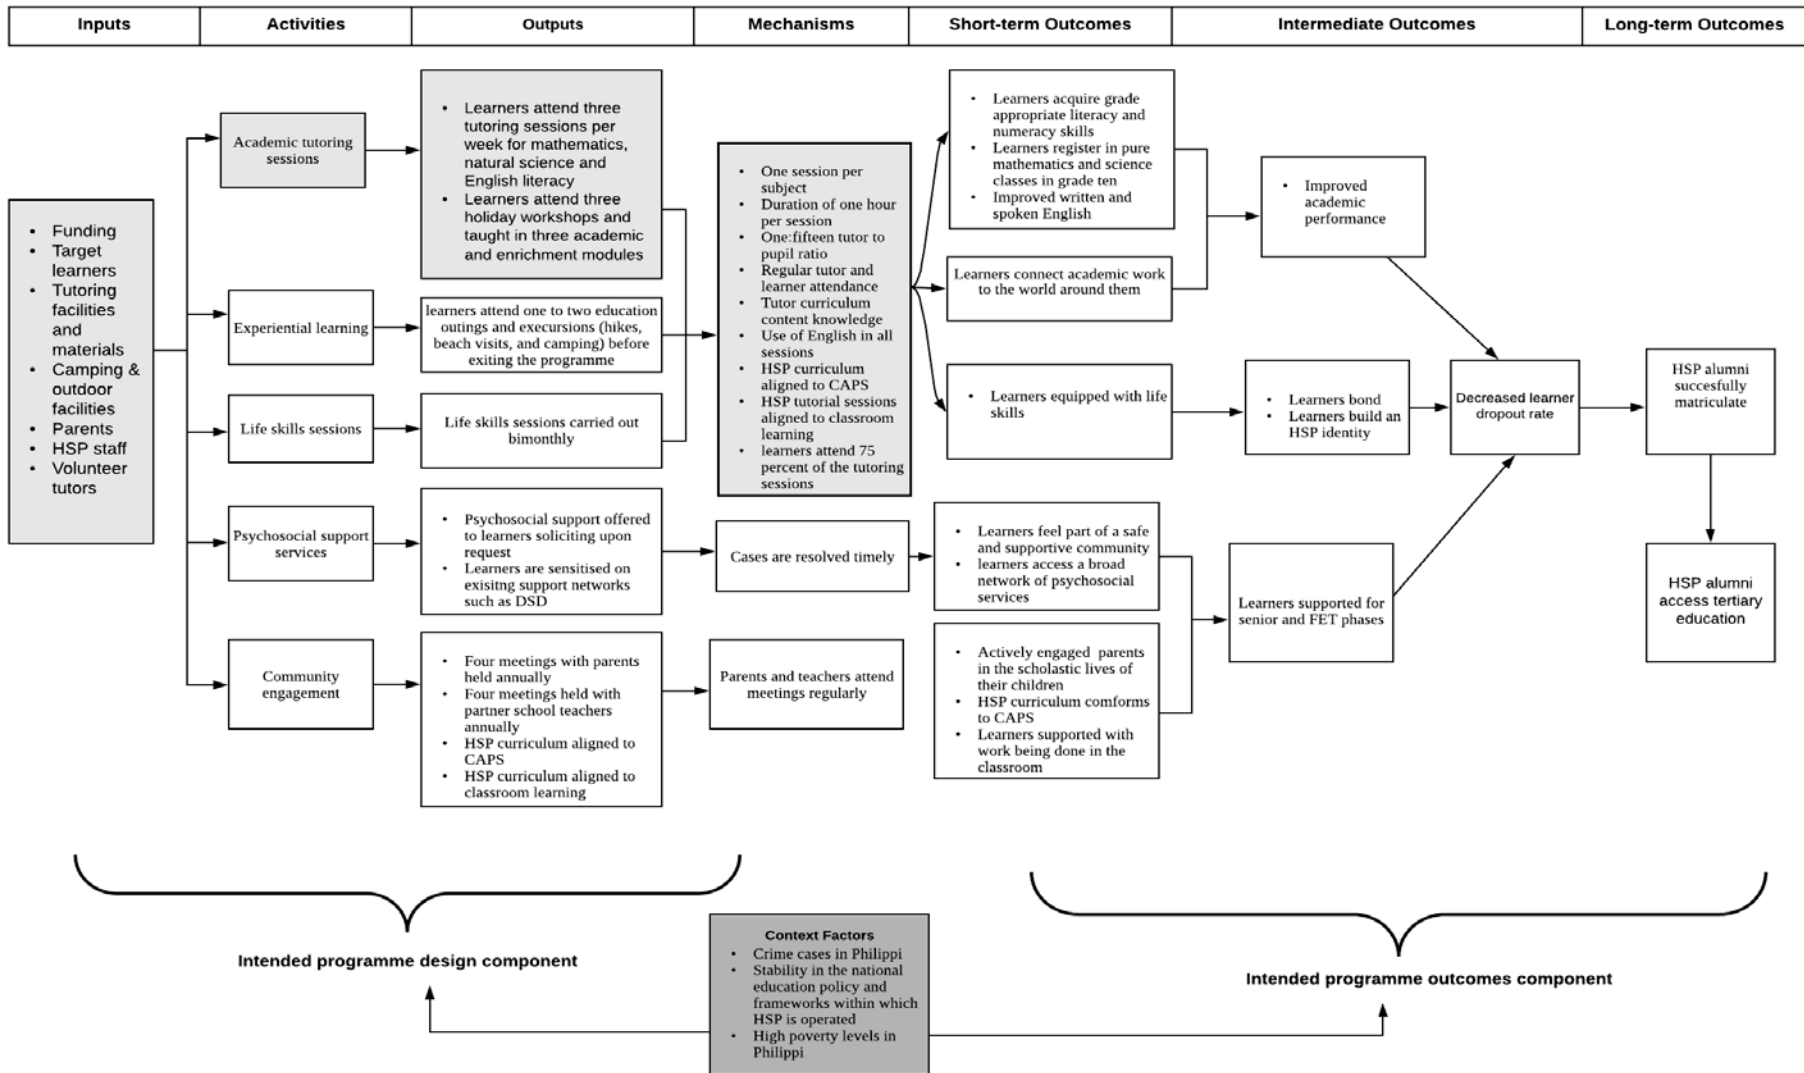 Inputs
Activities
Outputs
Mechanisms
Short-term Outcomes
Intermediate Outcomes
Long-term Outcomes
• Funding
• Target
learners
• Tutoring
facilities
and
materials
• Camping &
outdoor
facilities
• Parents
• HSP staff
• Volunteer
tutors
Academic tutoring
sessions
Experiential learning
Life skills sessions
Psychosocial support
services
Community
engagement
• Learners attend three
tutoring sessions per
week for mathematics,
natural science and
English literacy
• Learners attend three
holiday workshops and
taught in three academic
and enrichment modules
learners attend one to two education
outings and execursions (hikes,
beach visits, and camping) before
exiting the programme
Life skills sessions carried out
bimonthly
• Psychosocial support offered
to learners soliciting upon
request
• Learners are sensitised on
exisitng support networks
such as DSD
• Four meetings with parents
held annually
• Four meetings held with
partner school teachers
annually
• HSP curriculum aligned to
CAPS
• HSP curriculum aligned to
classroom learning
• One session per
subject
• Duration of one hour
per session
• One:fifteen tutor to
pupil ratio
• Regular tutor and
learner attendance
• Tutor curriculum
content knowledge
• Use of English in all
sessions
• HSP curriculum
aligned to CAPS
• HSP tutorial sessions
aligned to classroom
learning
• learners attend 75
percent of the tutoring
sessions
Cases are resolved timely
Parents and teachers attend
meetings regularly
• Learners acquire grade
appropriate literacy and
numeracy skills
• Learners register in pure
mathematics and science
classes in grade ten
• Improved written and
spoken English
Learners connect academic work
to the world around them
• Learners equipped with life
skills
• Learners feel part of a safe
and supportive community
• learners access a broad
network of psychosocial
services
• Actively engaged parents
in the scholastic lives of
their children
• HSP curriculum comforms
to CAPS
• Learners supported with
work being done in the
classroom
• Improved
academic
performance
• Learners bond
• Learners build an
HSP identity
Learners supported for
senior and FET phases
Decreased learner
dropout rate
HSP alumni
succesfully
matriculate
HSP alumni
access tertiary
education
Intended programme design component
Context Factors
• Crime cases in Philippi
• Stability in the national
education policy and
frameworks within which
HSP is operated
• High poverty levels in
Philippi
Intended programme outcomes component